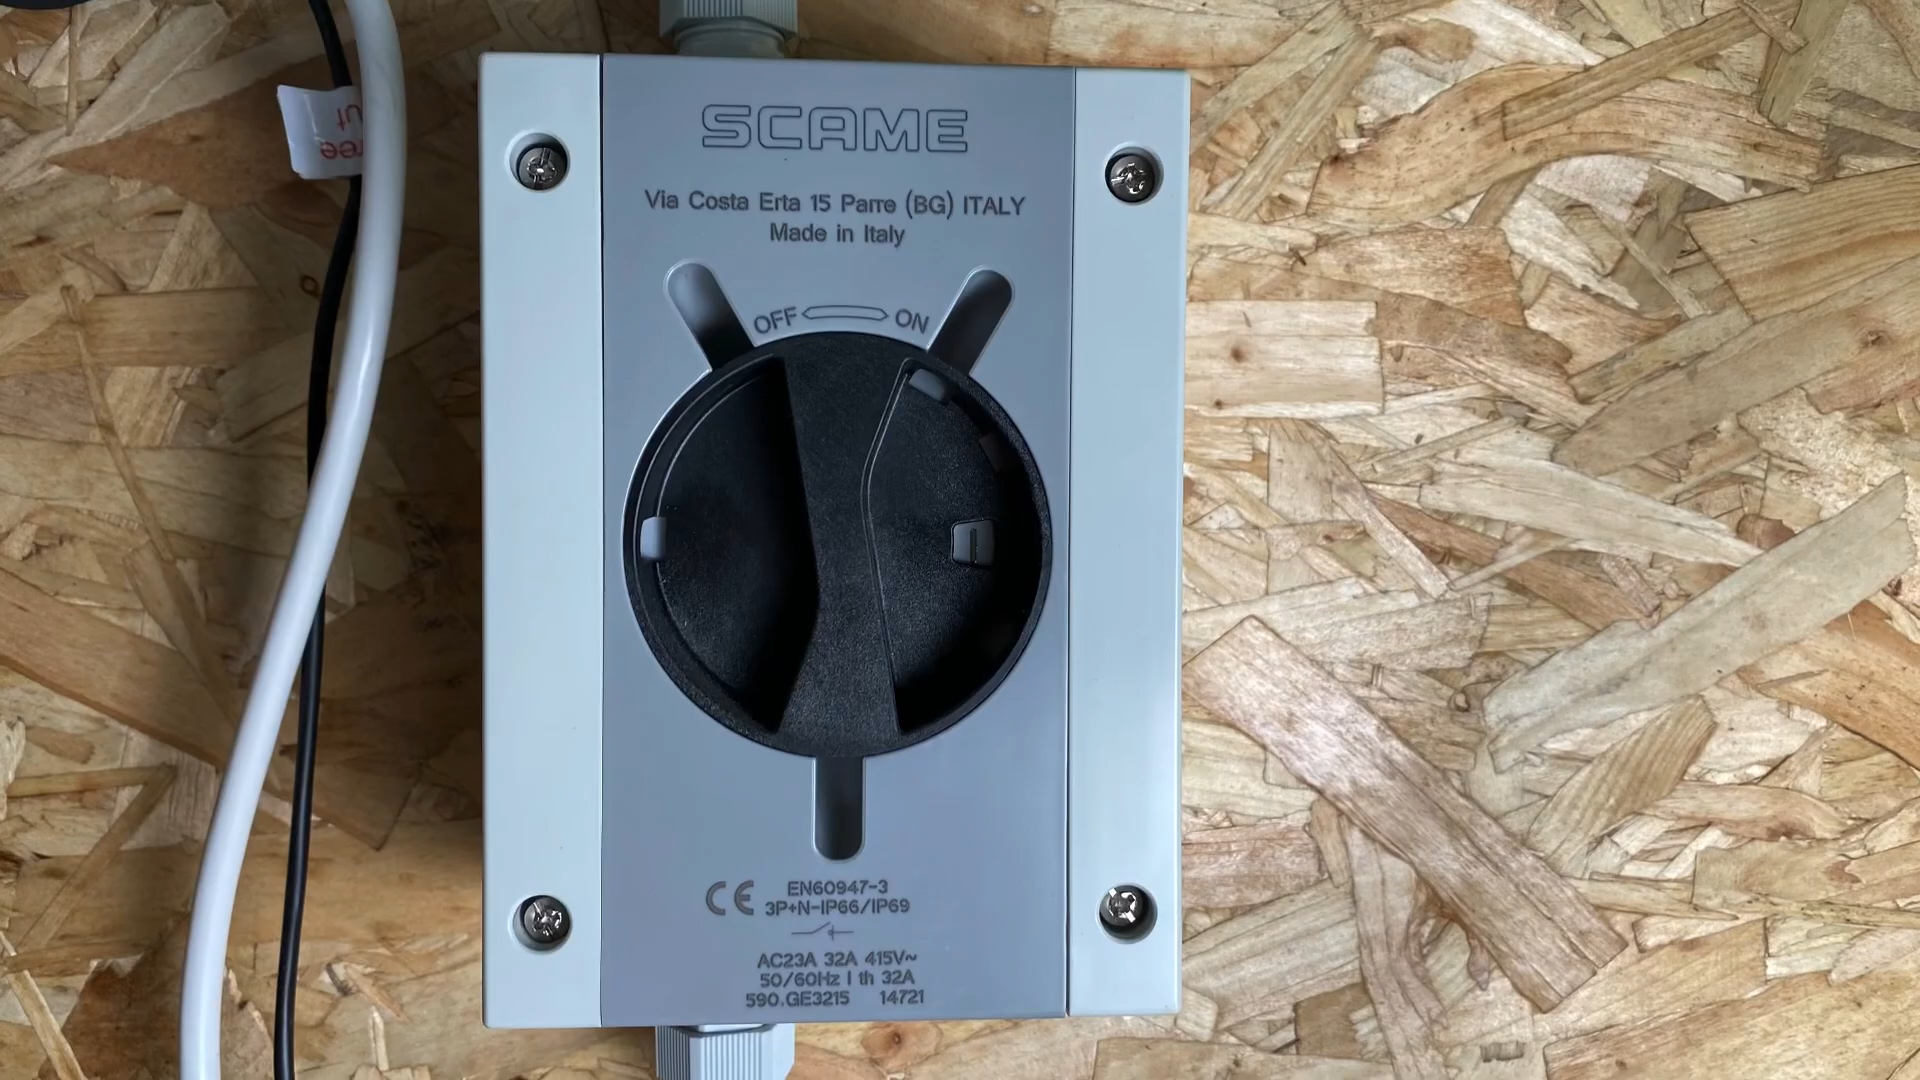 SCAME
Via Costa Erta 15 Parre (BG) ITALY
Made in Italy
OFF ON
CE EN60947-3
3P+N-IP66/IP69
AC23A 32A 415V~
50/60Hz I th 32A
590.GE3215 14721